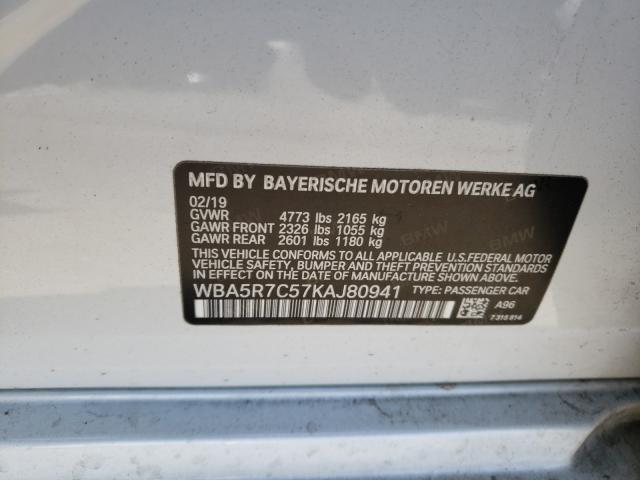 MFD BY BAYERISCHE MOTOREN WERKE AG
02/19
GVWR 4773 lbs 2165 kg
GAWR FRONT 2326 lbs 1055 kg
GAWR REAR 2601 lbs 1180 kg
THIS VEHICLE CONFORMS TO ALL APPLICABLE U.S.FEDERAL MOTOR
VEHICLE SAFETY, BUMPER, AND THEFT PREVENTION STANDARDS
IN EFFECT ON THE DATE OF MANUFACTURE SHOWN ABOVE.
WBA5R7C57KAJ80941 TYPE: PASSENGER CAR
A96
7318814